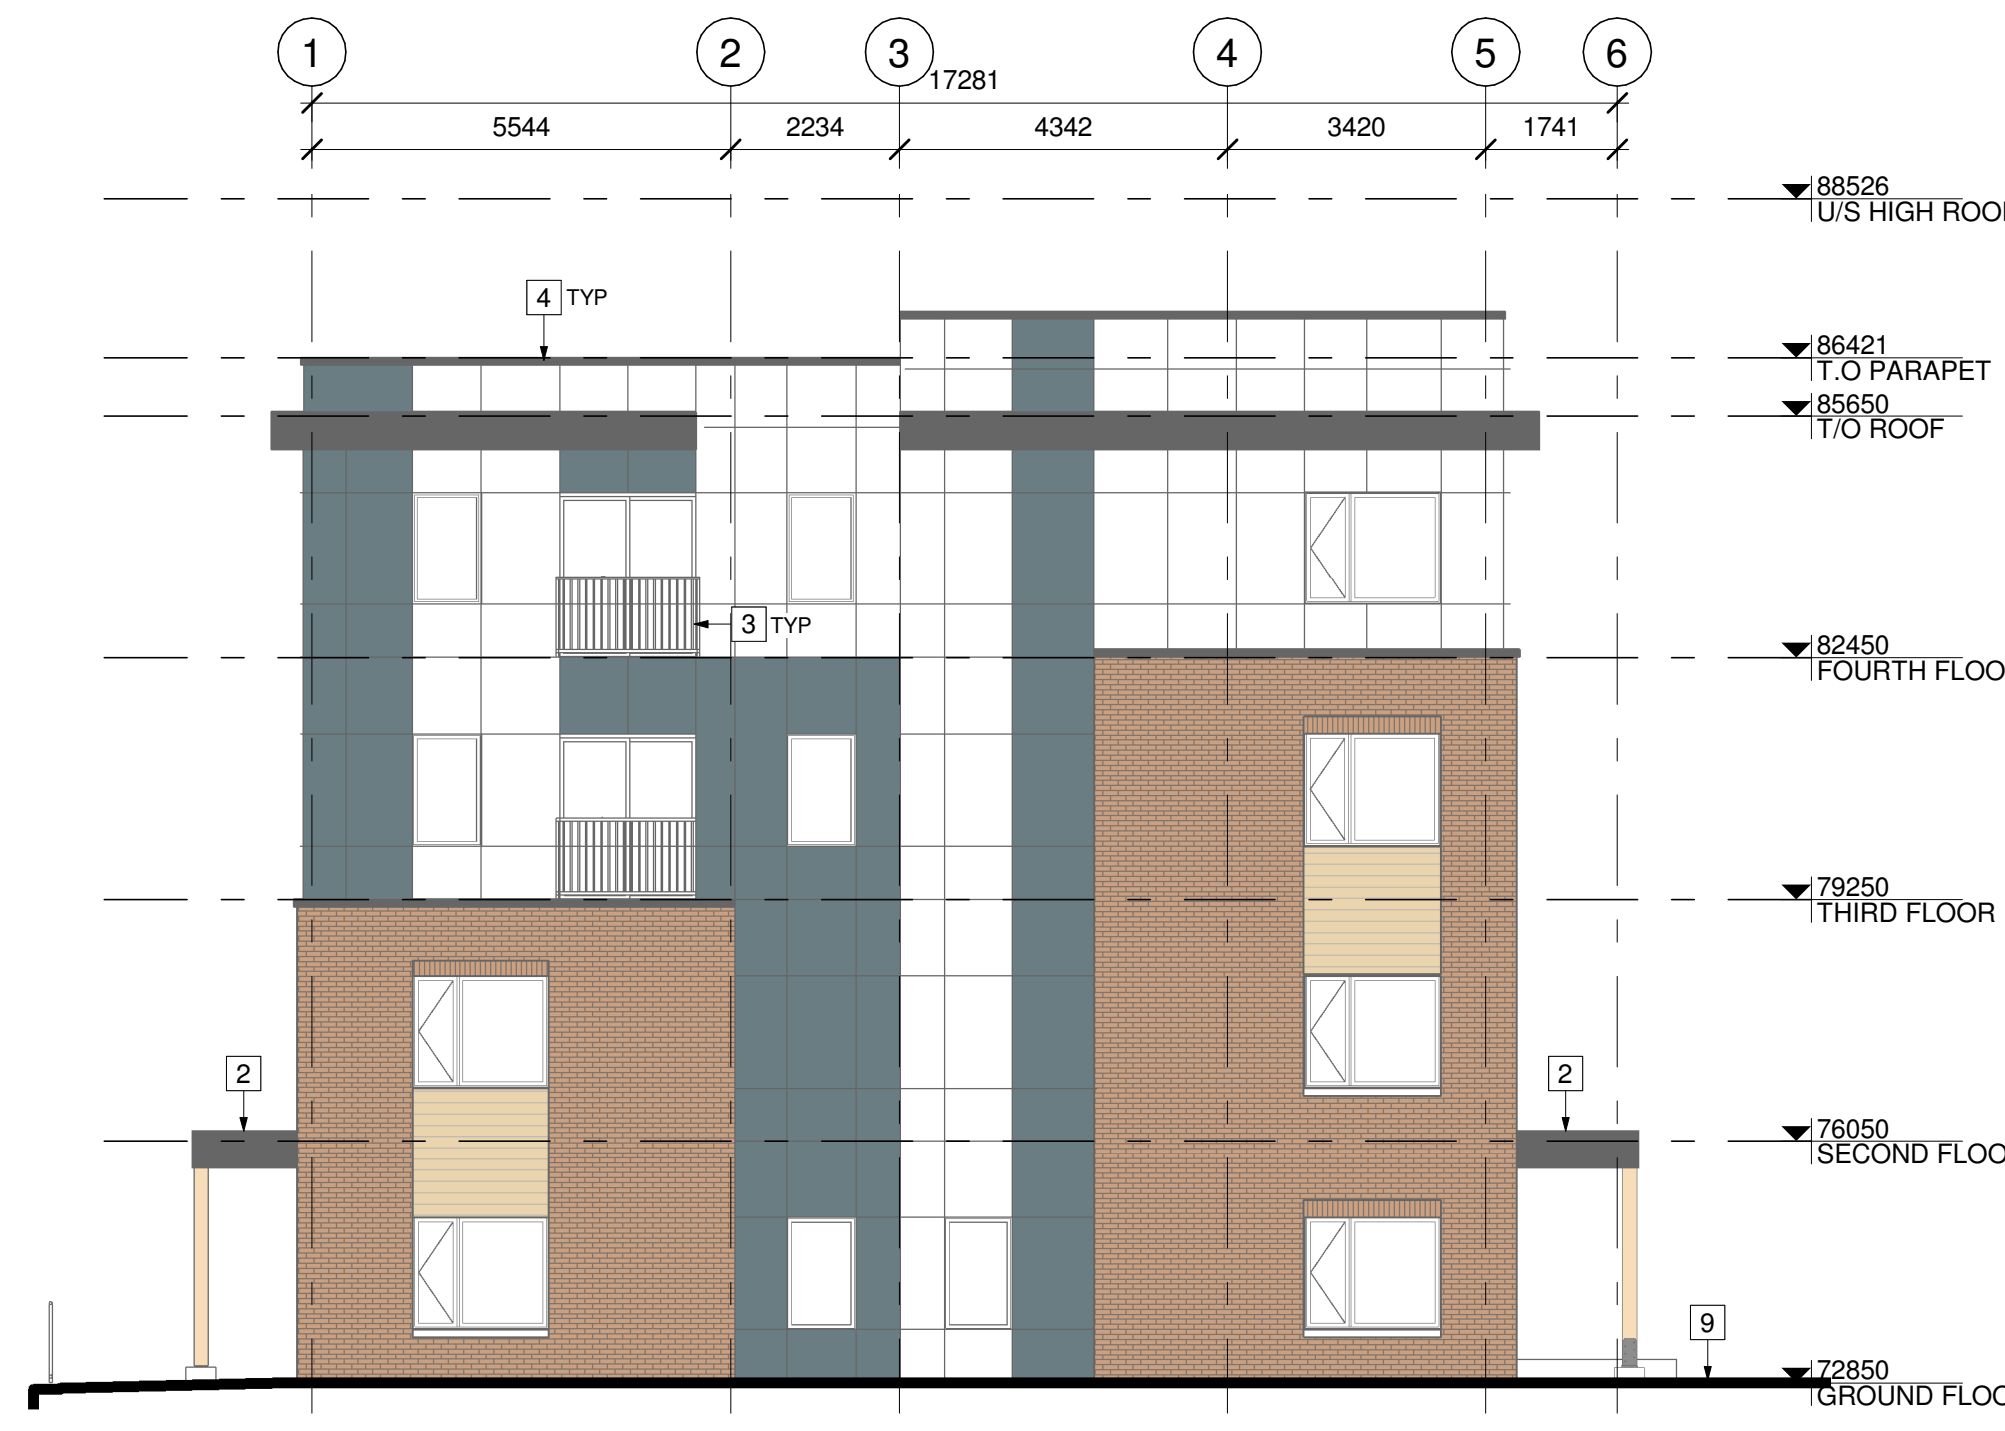 1 2 3 4 5 6
17281
5544 2234 4342 3420 1741
88526
U/S HIGH ROO
4 TYP
86421
T.O PARAPET
85650
T/O ROOF
3 TYP
82450
FOURTH FLOO
79250
THIRD FLOOR
2 2
76050
SECOND FLOO
9
72850
GROUND FLOO